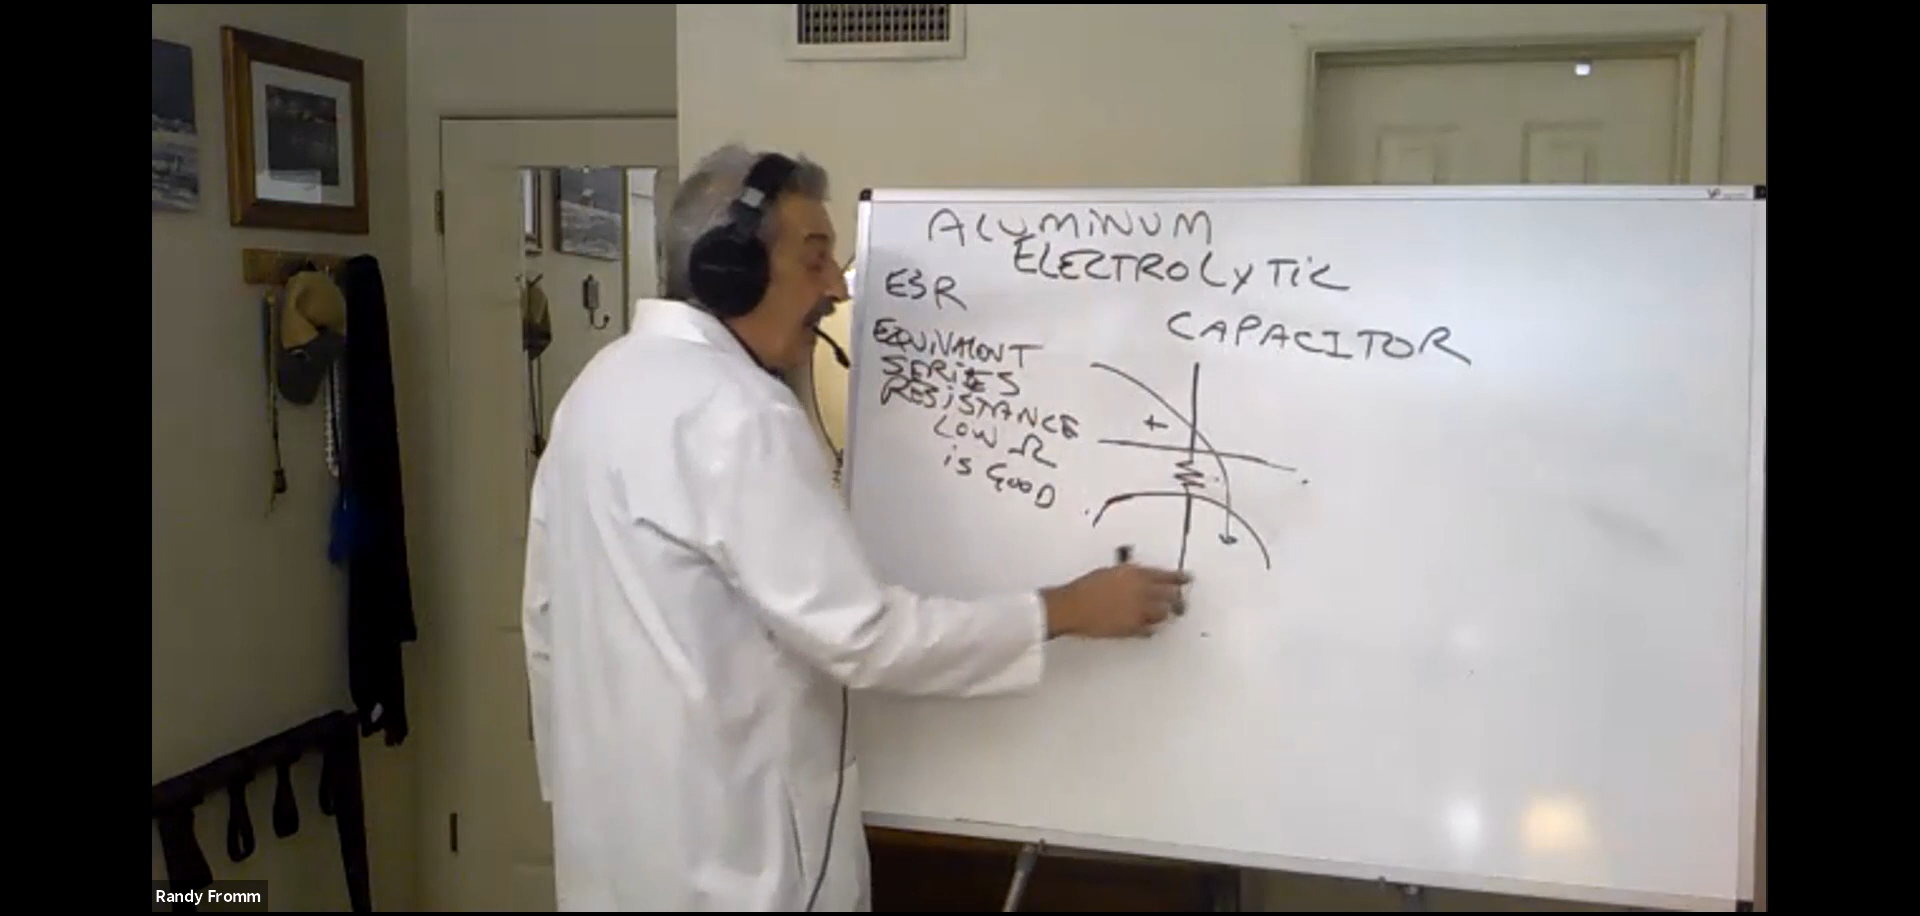 ALUMINUM
ELECTROLYTIC
CAPACITOR
ESR
EQUIVALENT
SERIES
RESISTANCE
LOW Ω
is GOOD
+
Randy Fromm